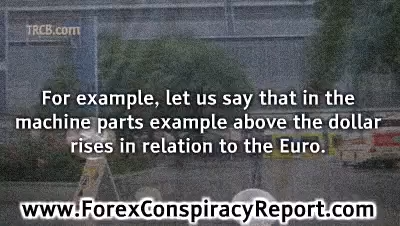 TRCB.com
For example, let us say that in the
machine parts example above the dollar
rises in relation to the Euro.
www.ForexConspiracyReport.com